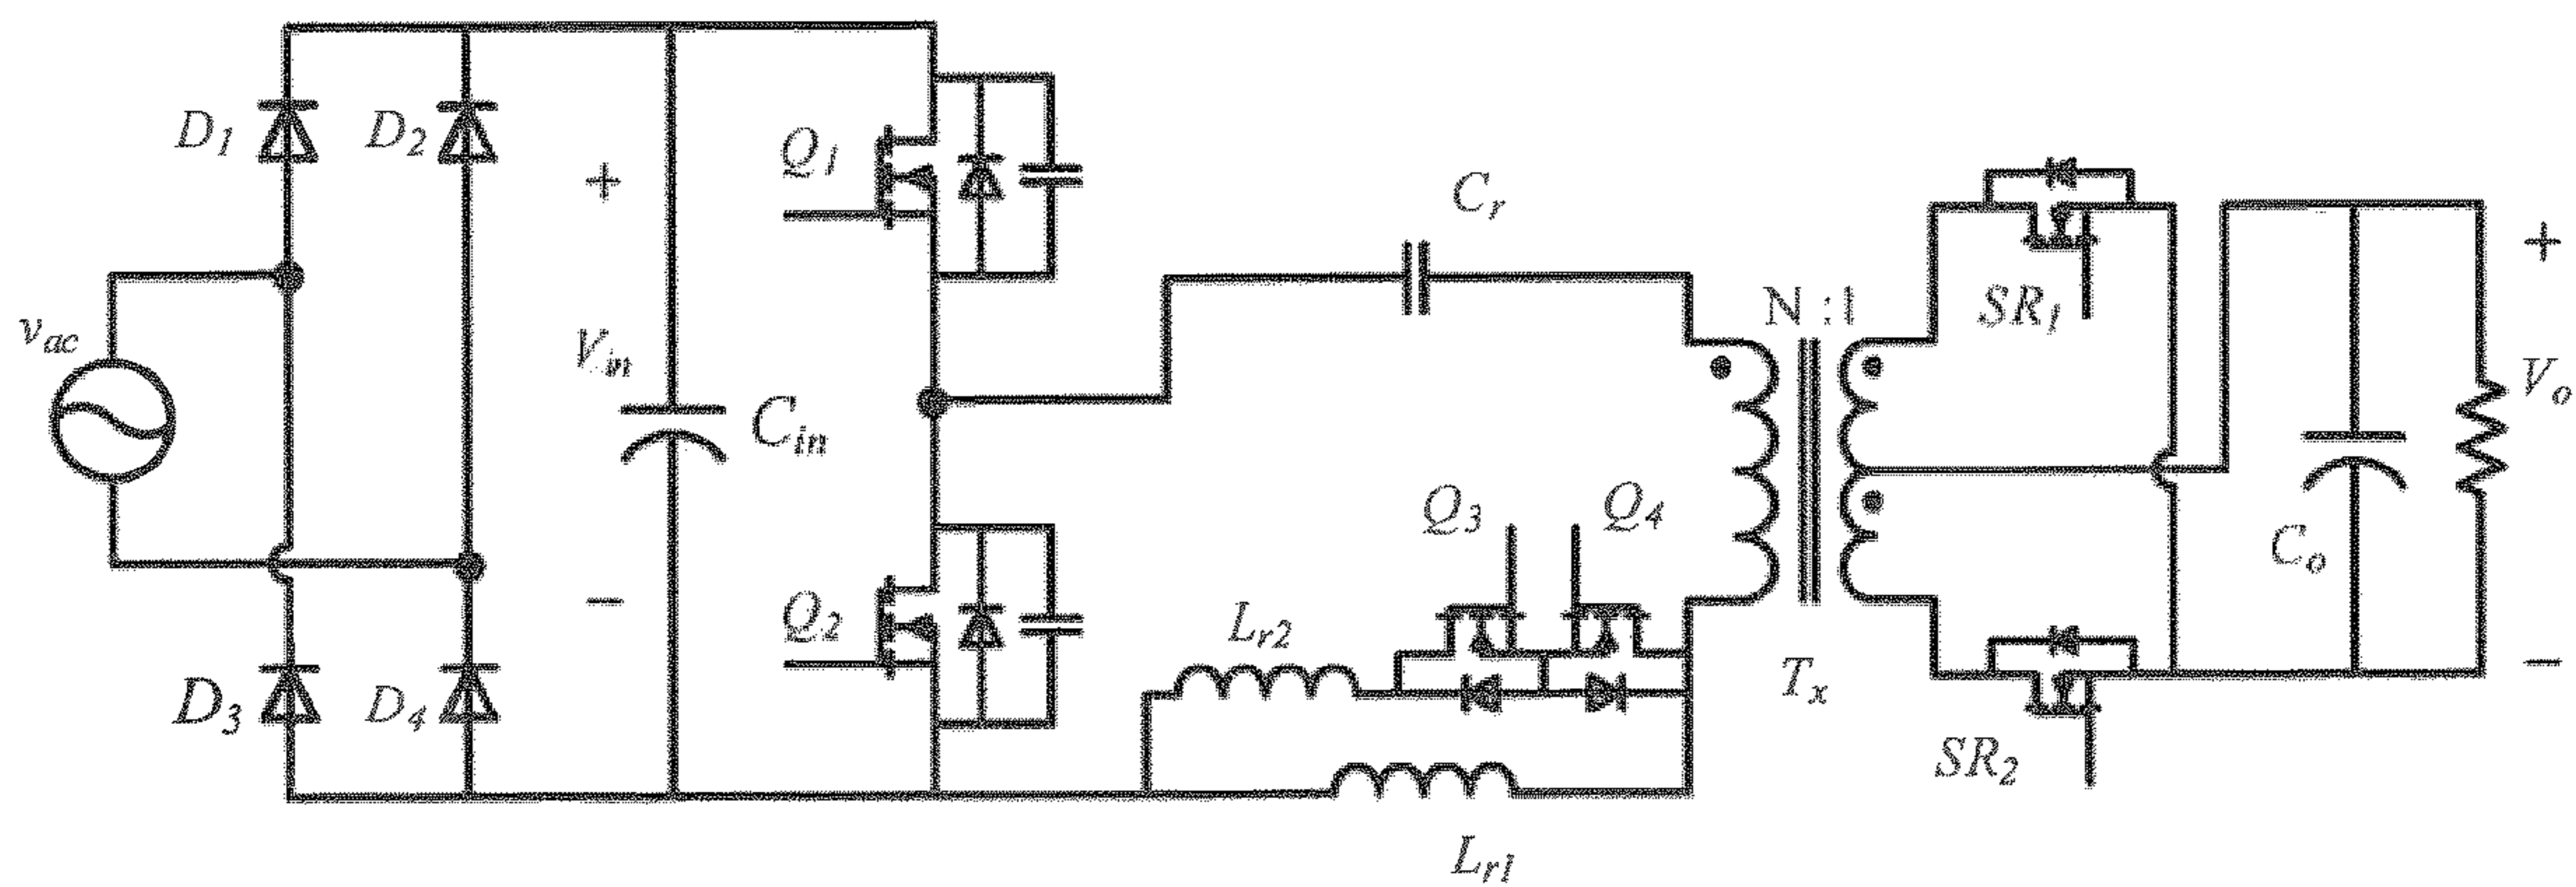 D1
D2
Q1
+
Cr
N:1
SR1
+
vac
Vin
Cin
Vo
Q3
Q4
Co
−
Q2
Lr2
Tx
−
D3
D4
SR2
Lr1